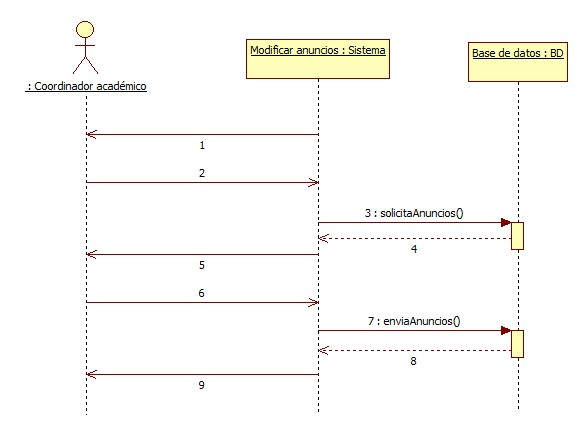 : Coordinador académico
Modificar anuncios : Sistema
Base de datos : BD
1
2
3 : solicitaAnuncios()
4
5
6
7 : enviaAnuncios()
8
9